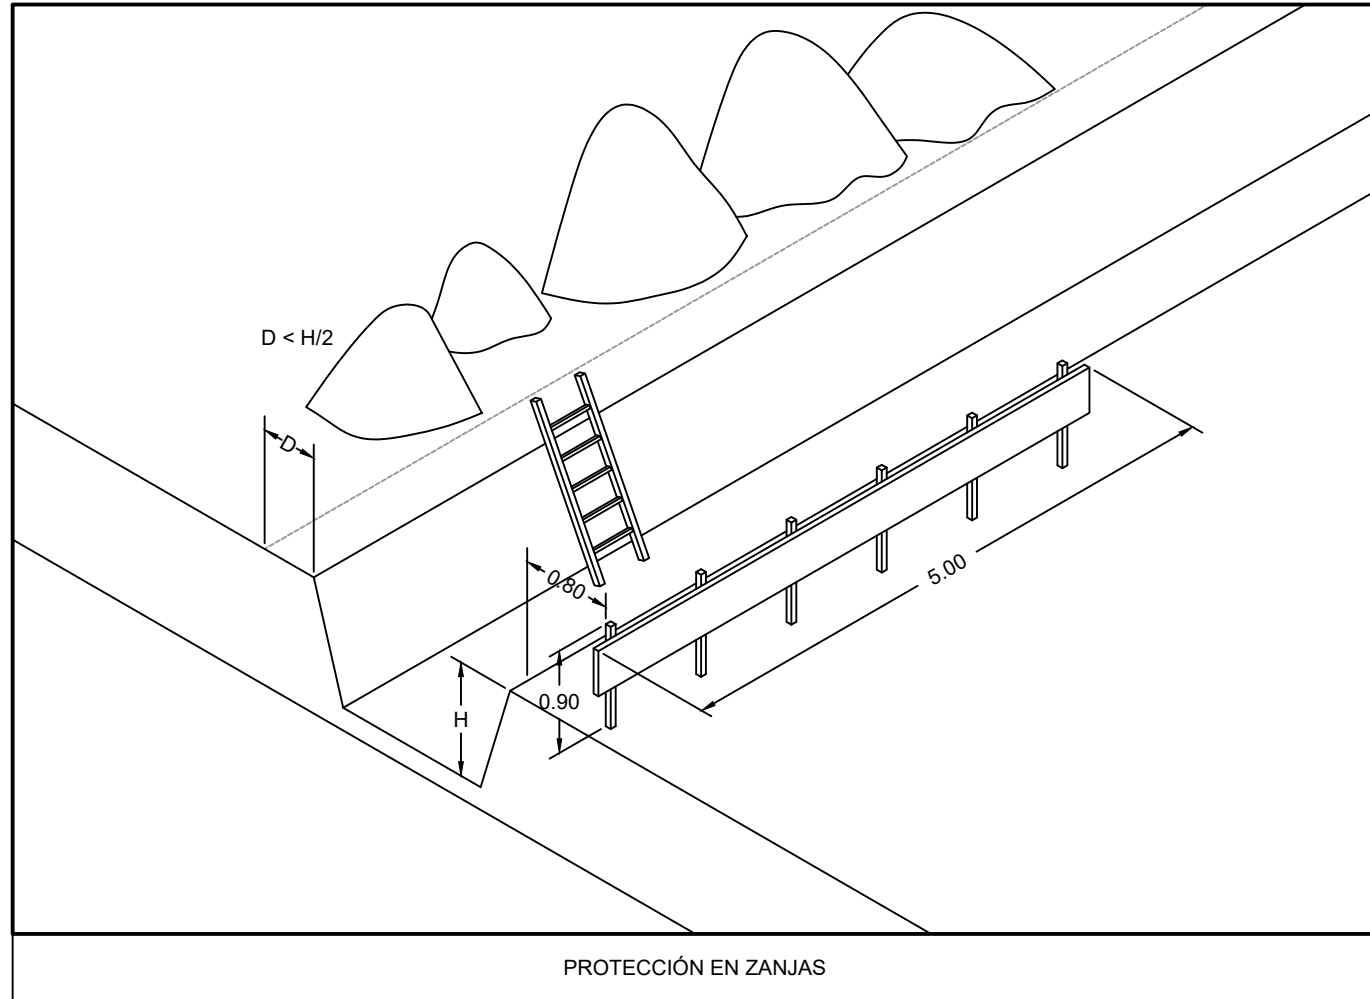 D < H/2
D
0.80
5.00
0.90
H
PROTECCIÓN EN ZANJAS